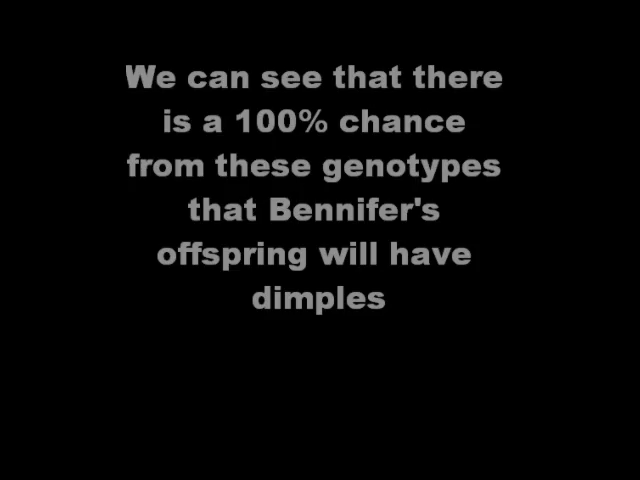 We can see that there
is a 100% chance
from these genotypes
that Bennifer's
offspring will have
dimples